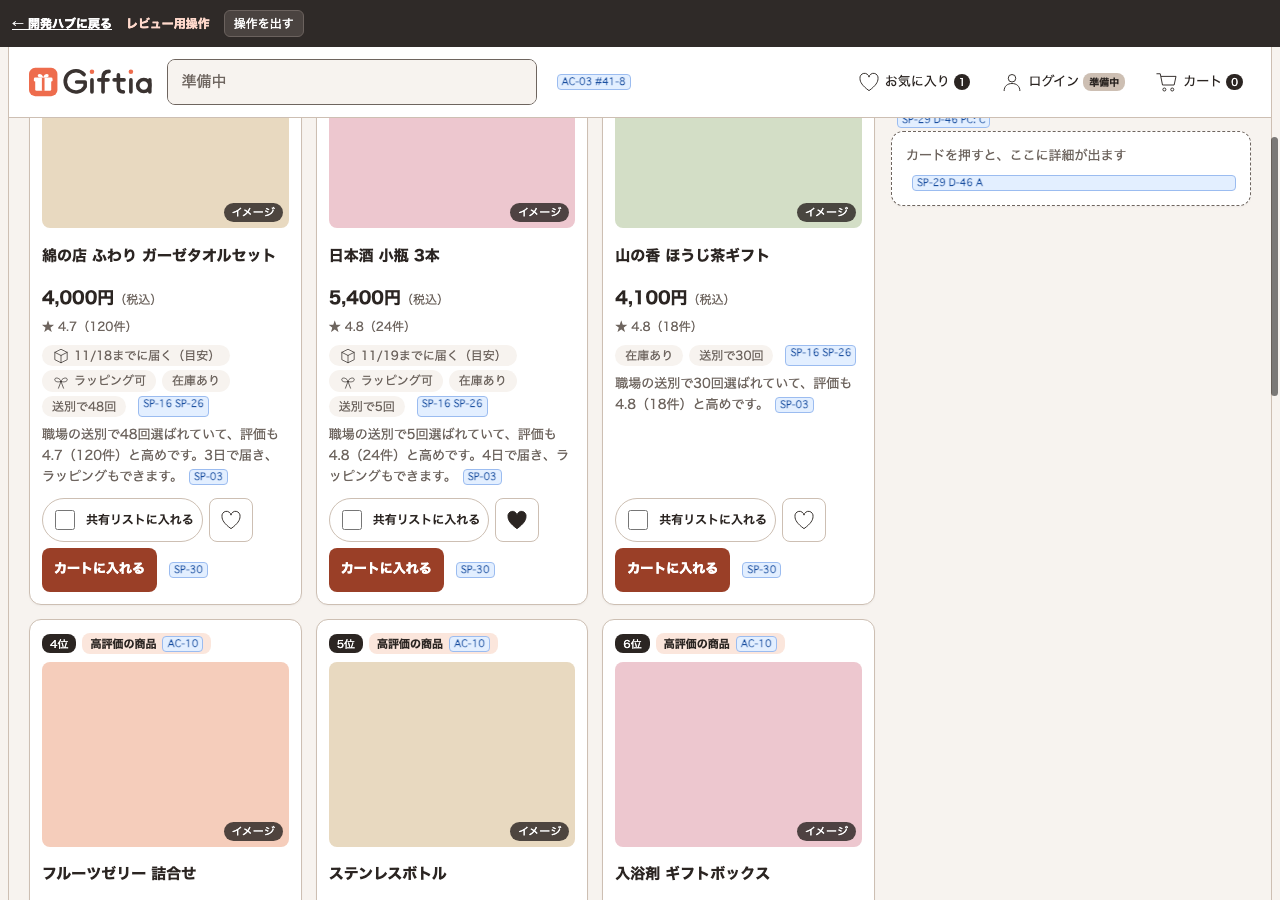 ← 開発ハブに戻る レビュー用操作 操作を出す
Giftia 準備中 AC-03 #41-8 お気に入り 1 ログイン 準備中 カート 0
SP-29 D-46 PC: C
カードを押すと、ここに詳細が出ます
SP-29 D-46 A
イメージ
綿の店 ふわり ガーゼタオルセット
4,000円（税込）
★ 4.7（120件）
11/18までに届く（目安）
ラッピング可 在庫あり
送別で48回 SP-16 SP-26
職場の送別で48回選ばれていて、評価も
4.7（120件）と高めです。3日で届き、
ラッピングもできます。 SP-03
共有リストに入れる
カートに入れる SP-30
イメージ
日本酒 小瓶 3本
5,400円（税込）
★ 4.8（24件）
11/19までに届く（目安）
ラッピング可 在庫あり
送別で5回 SP-16 SP-26
職場の送別で5回選ばれていて、評価も
4.8（24件）と高めです。4日で届き、ラ
ッピングもできます。 SP-03
共有リストに入れる
カートに入れる SP-30
イメージ
山の香 ほうじ茶ギフト
4,100円（税込）
★ 4.8（18件）
在庫あり 送別で30回 SP-16 SP-26
職場の送別で30回選ばれていて、評価も
4.8（18件）と高めです。 SP-03
共有リストに入れる
カートに入れる SP-30
4位 高評価の商品 AC-10
イメージ
フルーツゼリー 詰合せ
5位 高評価の商品 AC-10
イメージ
ステンレスボトル
6位 高評価の商品 AC-10
イメージ
入浴剤 ギフトボックス